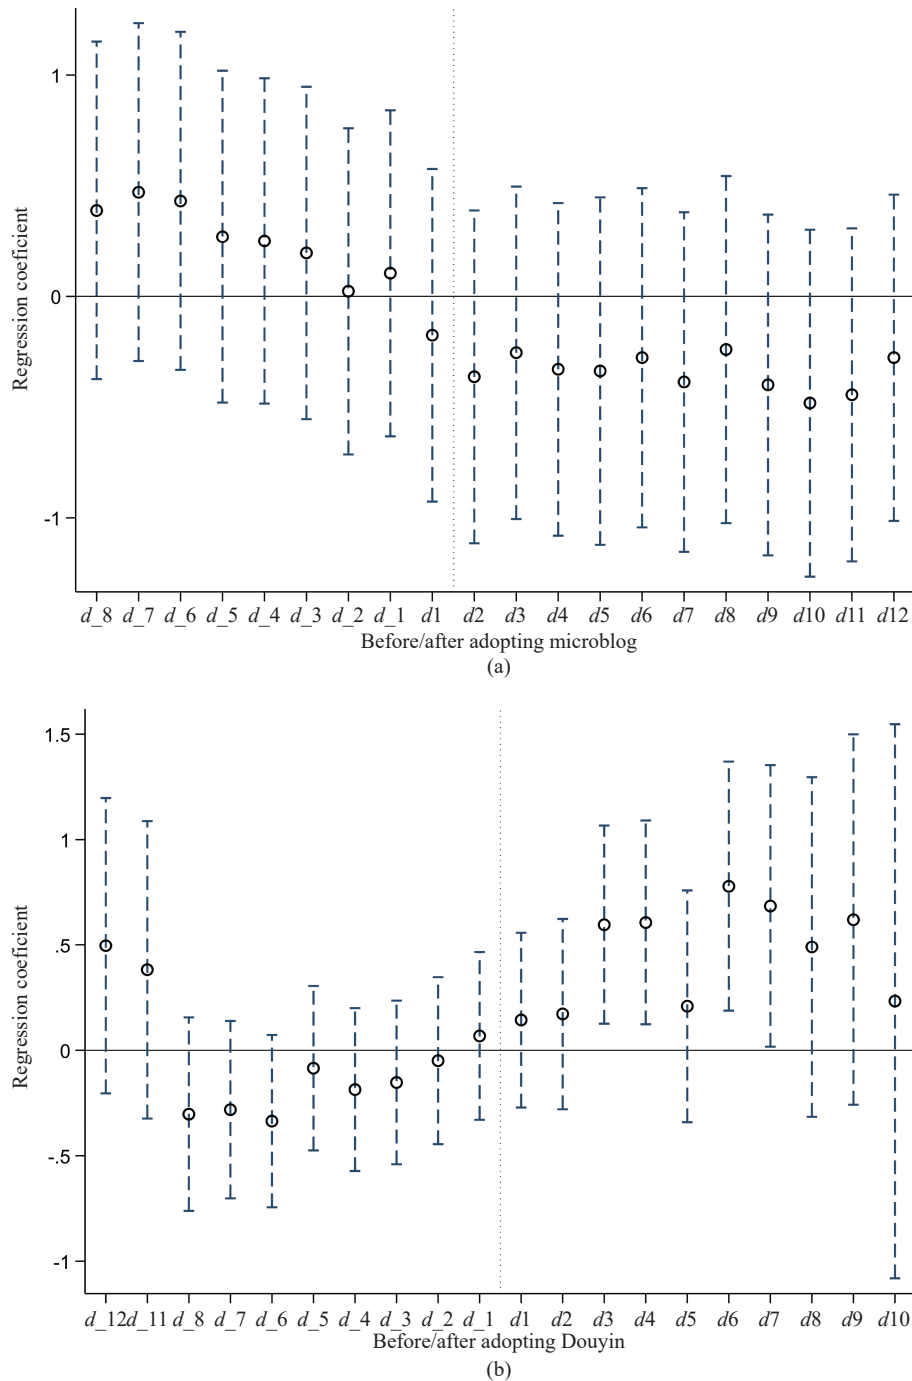 Regression coeficient
1
0
-1
d_8 d_7 d_6 d_5 d_4 d_3 d_2 d_1 d1 d2 d3 d4 d5 d6 d7 d8 d9 d10 d11 d12
Before/after adopting microblog
(a)
Regression coeficient
1.5
1
.5
0
-.5
-1
d_12 d_11 d_8 d_7 d_6 d_5 d_4 d_3 d_2 d_1 d1 d2 d3 d4 d5 d6 d7 d8 d9 d10
Before/after adopting Douyin
(b)